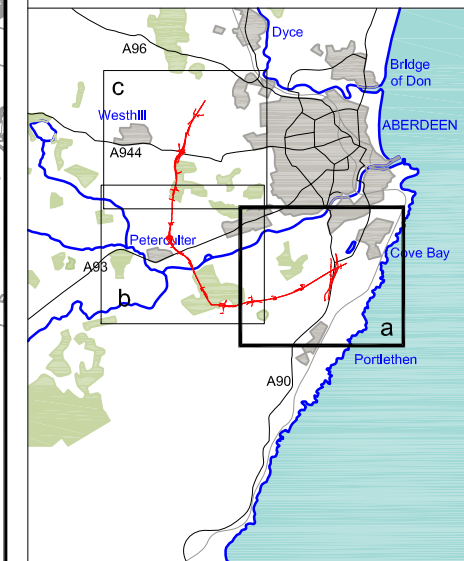 A96
Dyce
Bridge
of Don
c
Westhill
ABERDEEN
A944
Peterculter
Cove Bay
A93
b
a
Portlethen
A90